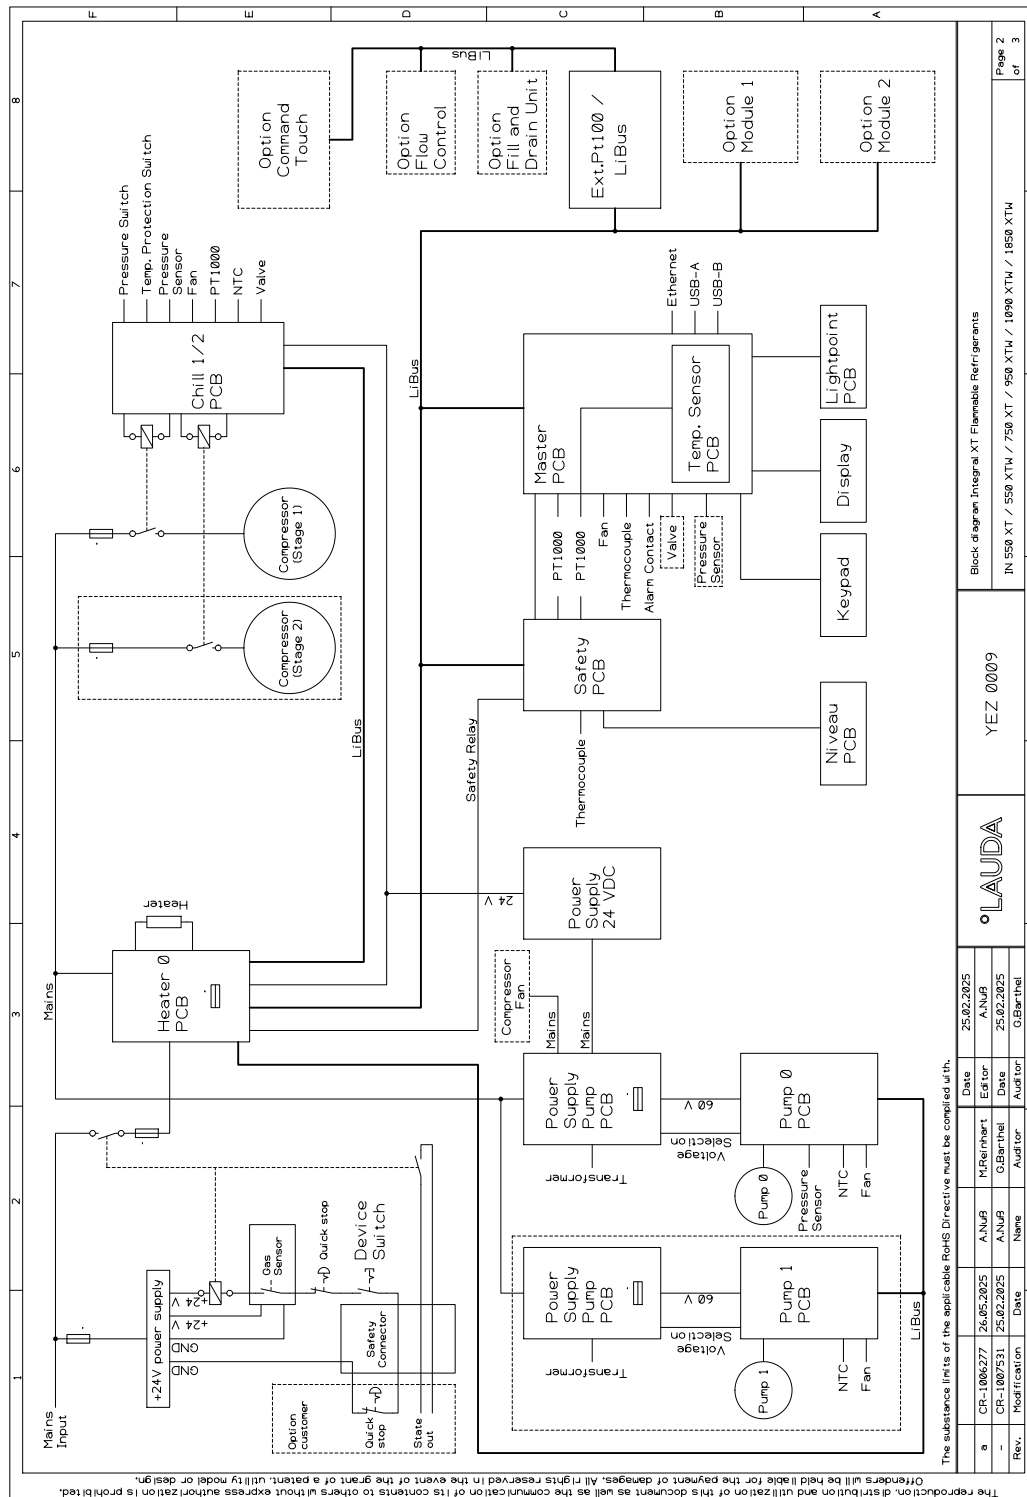 1
2
3
4
5
6
7
8
F
E
D
C
B
A
Mains
Input
+24V power supply
+24 V
+24 V
GND
GND
Gas
Sensor
Quick stop
Device
Switch
Safety
Connector
Option
customer
Quick
stop
State
out
Mains
Heater 0
PCB
Heater
LiBus
Safety Relay
24 V
Compressor
(Stage 1)
Compressor
(Stage 2)
Chill 1/2
PCB
Pressure Switch
Temp. Protection Switch
Pressure
Sensor
Fan
PT1000
NTC
Valve
Option
Command
Touch
Option
Flow
Control
Option
Fill and
Drain Unit
LiBus
Ext.Pt100 /
LiBus
Option
Module 1
Option
Module 2
LiBus
Master
PCB
Temp. Sensor
PCB
Ethernet
USB-A
USB-B
PT1000
PT1000
Fan
Thermocouple
Alarm Contact
Valve
Pressure
Sensor
Safety
PCB
Thermocouple
Niveau
PCB
Keypad
Display
Lightpoint
PCB
Power
Supply
24 VDC
Compressor
Fan
Mains
Mains
Power
Supply
Pump
PCB
Transformer
60 V
Voltage
Selection
Pump 0
PCB
Pump 0
Pressure
Sensor
NTC
Fan
Power
Supply
Pump
PCB
Transformer
60 V
Voltage
Selection
Pump 1
PCB
Pump 1
NTC
Fan
LiBus
The substance limits of the applicable RoHS Directive must be complied with.
a CR-1006277 26.05.2025 A.Nuß M.Reinhart Editor A.Nuß
- CR-1007531 25.02.2025 A.Nuß G.Barthel Date 25.02.2025
Rev. Modification Date Name Auditor Auditor G.Barthel
Date 25.02.2025
LAUDA
YEZ 0009
Block diagram Integral XT Flammable Refrigerants
IN 550 XT / 550 XTW / 750 XT / 950 XTW / 1090 XTW / 1850 XTW
Page 2
of 3
The reproduction, distribution and utilization of this document as well as the communication of its contents to others without express authorization is prohibited.
Offenders will be held liable for the payment of damages. All rights reserved in the event of the grant of a patent, utility model or design.